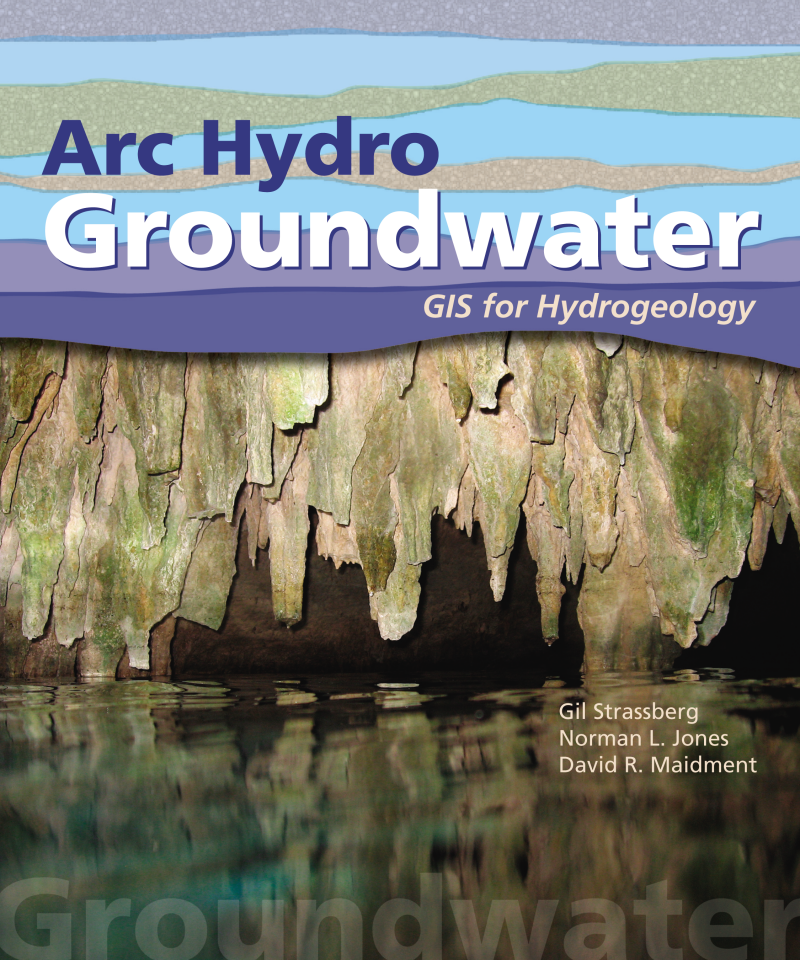 Arc Hydro
Groundwater
GIS for Hydrogeology
Gil Strassberg
Norman L. Jones
David R. Maidment
Groundwater